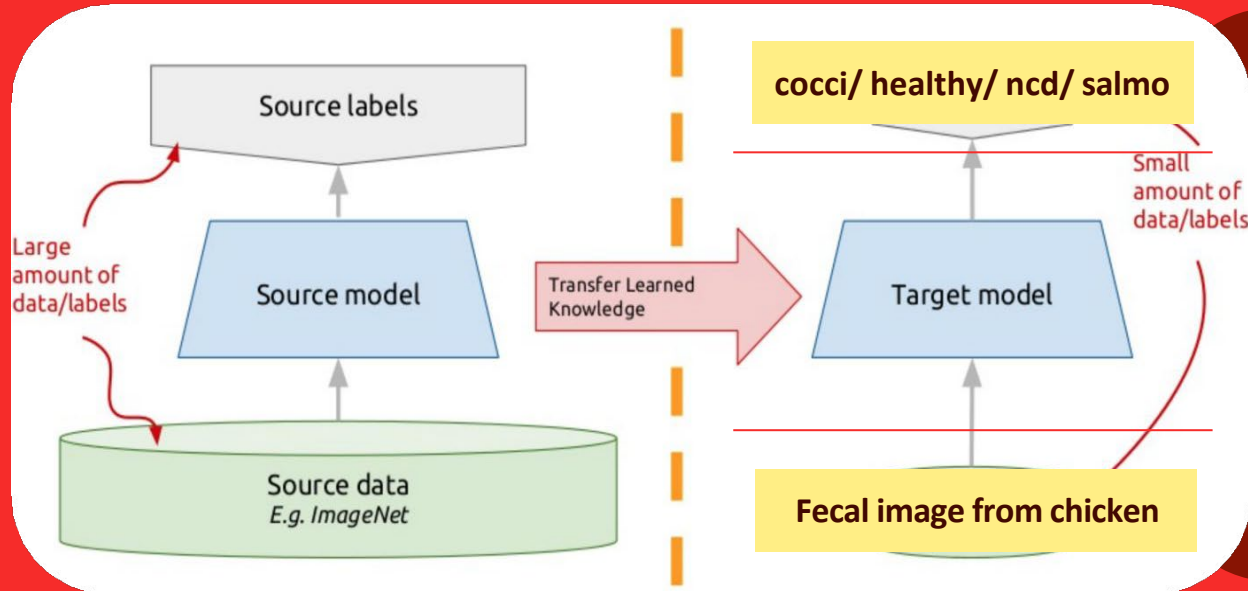 Source labels
Large
amount of
data/labels
Source model
Source data
E.g. ImageNet
Transfer Learned
Knowledge
cocci/ healthy/ ncd/ salmo
Small
amount of
data/labels
Target model
Fecal image from chicken